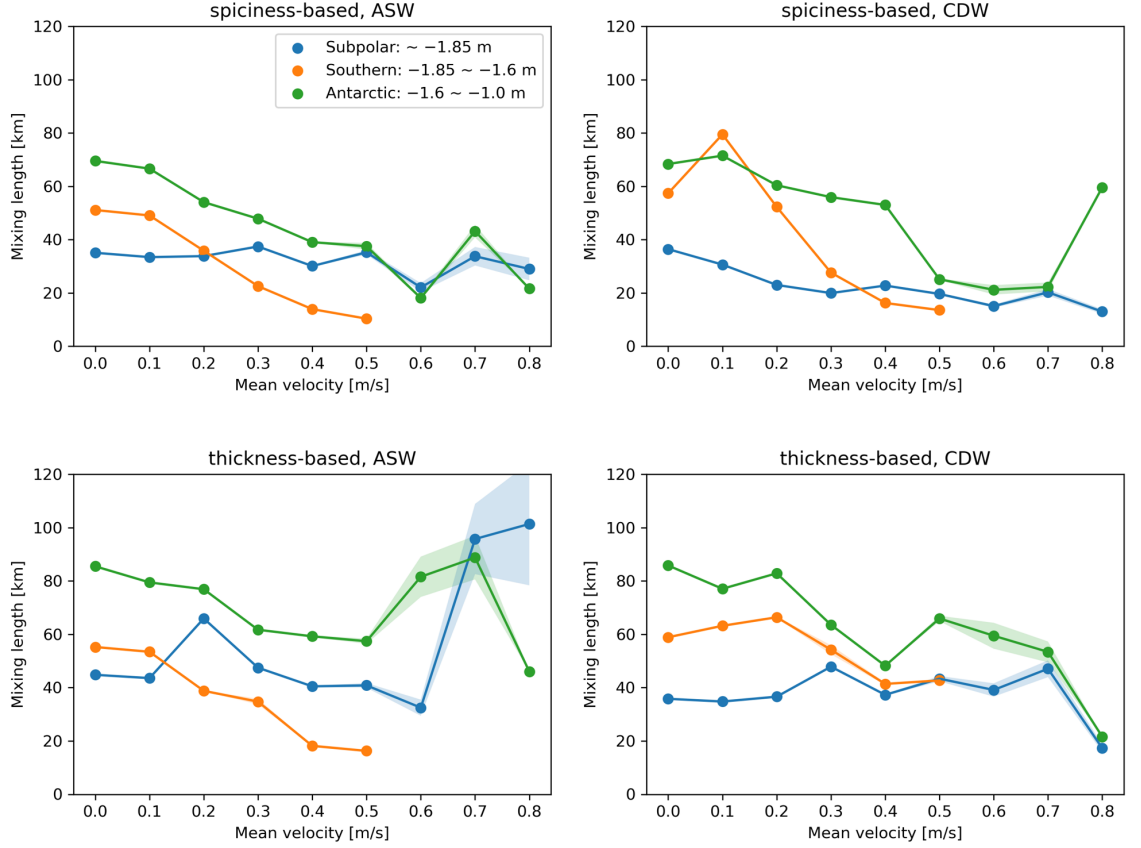 spiciness-based, ASW
120
100
80
60
40
20
0
Mixing length [km]
Subpolar: ~ −1.85 m
Southern: −1.85 ~ −1.6 m
Antarctic: −1.6 ~ −1.0 m
0.0 0.1 0.2 0.3 0.4 0.5 0.6 0.7 0.8
Mean velocity [m/s]
spiciness-based, CDW
120
100
80
60
40
20
0
Mixing length [km]
0.0 0.1 0.2 0.3 0.4 0.5 0.6 0.7 0.8
Mean velocity [m/s]
thickness-based, ASW
120
100
80
60
40
20
0
Mixing length [km]
0.0 0.1 0.2 0.3 0.4 0.5 0.6 0.7 0.8
Mean velocity [m/s]
thickness-based, CDW
120
100
80
60
40
20
0
Mixing length [km]
0.0 0.1 0.2 0.3 0.4 0.5 0.6 0.7 0.8
Mean velocity [m/s]